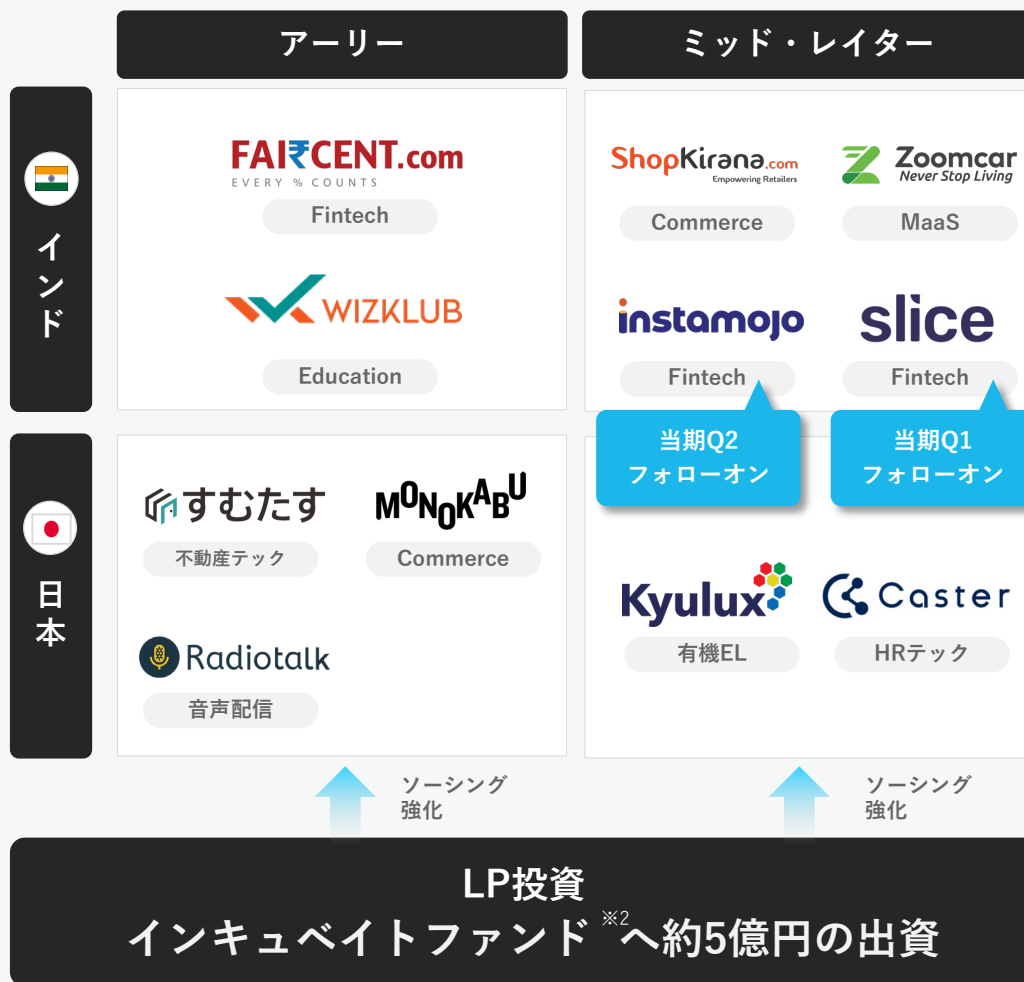 アーリー
ミッド・レイター
インド
FAIRCENT.com
EVERY % COUNTS
Fintech
WIZKLUB
Education
ShopKirana.com
Empowering Retailers
Commerce
Zoomcar
Never Stop Living
MaaS
instamojo
Fintech
slice
Fintech
当期Q2
フォローオン
当期Q1
フォローオン
日本
すむたす
不動産テック
MONOKABU
Commerce
Radiotalk
音声配信
Kyulux
有機EL
Caster
HRテック
ソーシング
強化
ソーシング
強化
LP投資
インキュベイトファンド ※2へ約5億円の出資